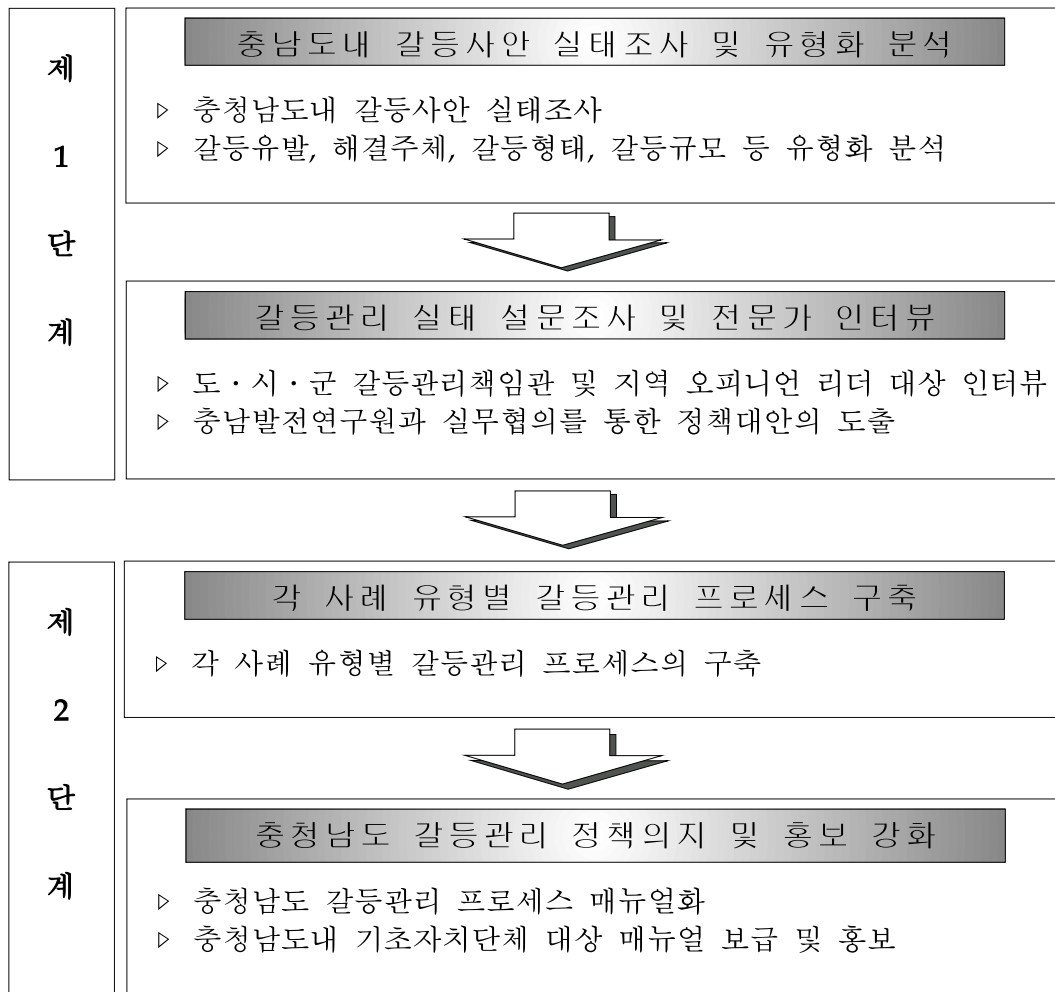 제
1
단
계
충남도내 갈등사안 실태조사 및 유형화 분석
▷ 충청남도내 갈등사안 실태조사
▷ 갈등유발, 해결주체, 갈등형태, 갈등규모 등 유형화 분석
갈등관리 실태 설문조사 및 전문가 인터뷰
▷ 도·시·군 갈등관리책임관 및 지역 오피니언 리더 대상 인터뷰
▷ 충남발전연구원과 실무협의를 통한 정책대안의 도출
제
2
단
계
각 사례 유형별 갈등관리 프로세스 구축
▷ 각 사례 유형별 갈등관리 프로세스의 구축
충청남도 갈등관리 정책의지 및 홍보 강화
▷ 충청남도 갈등관리 프로세스 매뉴얼화
▷ 충청남도내 기초자치단체 대상 매뉴얼 보급 및 홍보